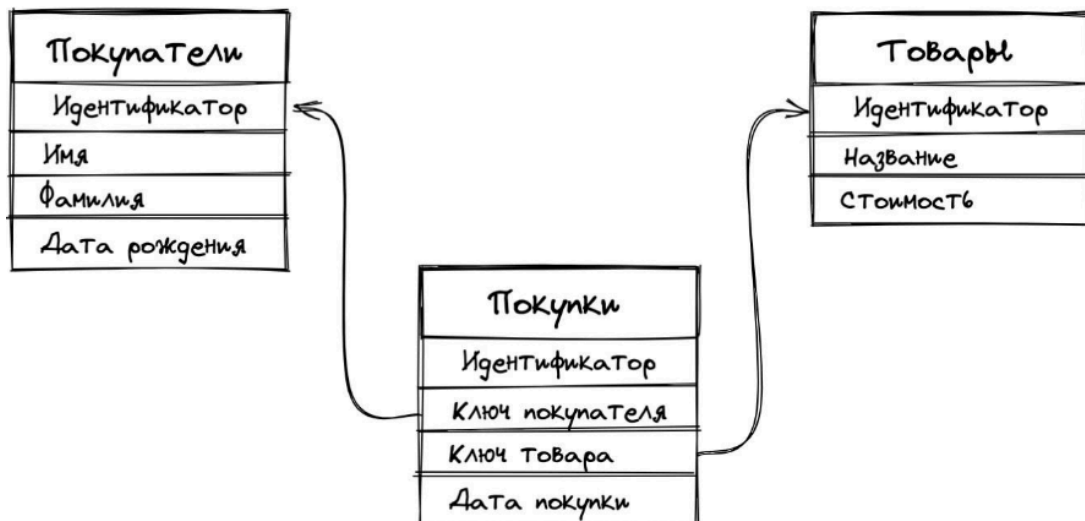 Покупатели
Идентификатор
Имя
Фамилия
Дата рождения
Товары
Идентификатор
Название
Стоимость
Покупки
Идентификатор
Ключ покупателя
Ключ товара
Дата покупки